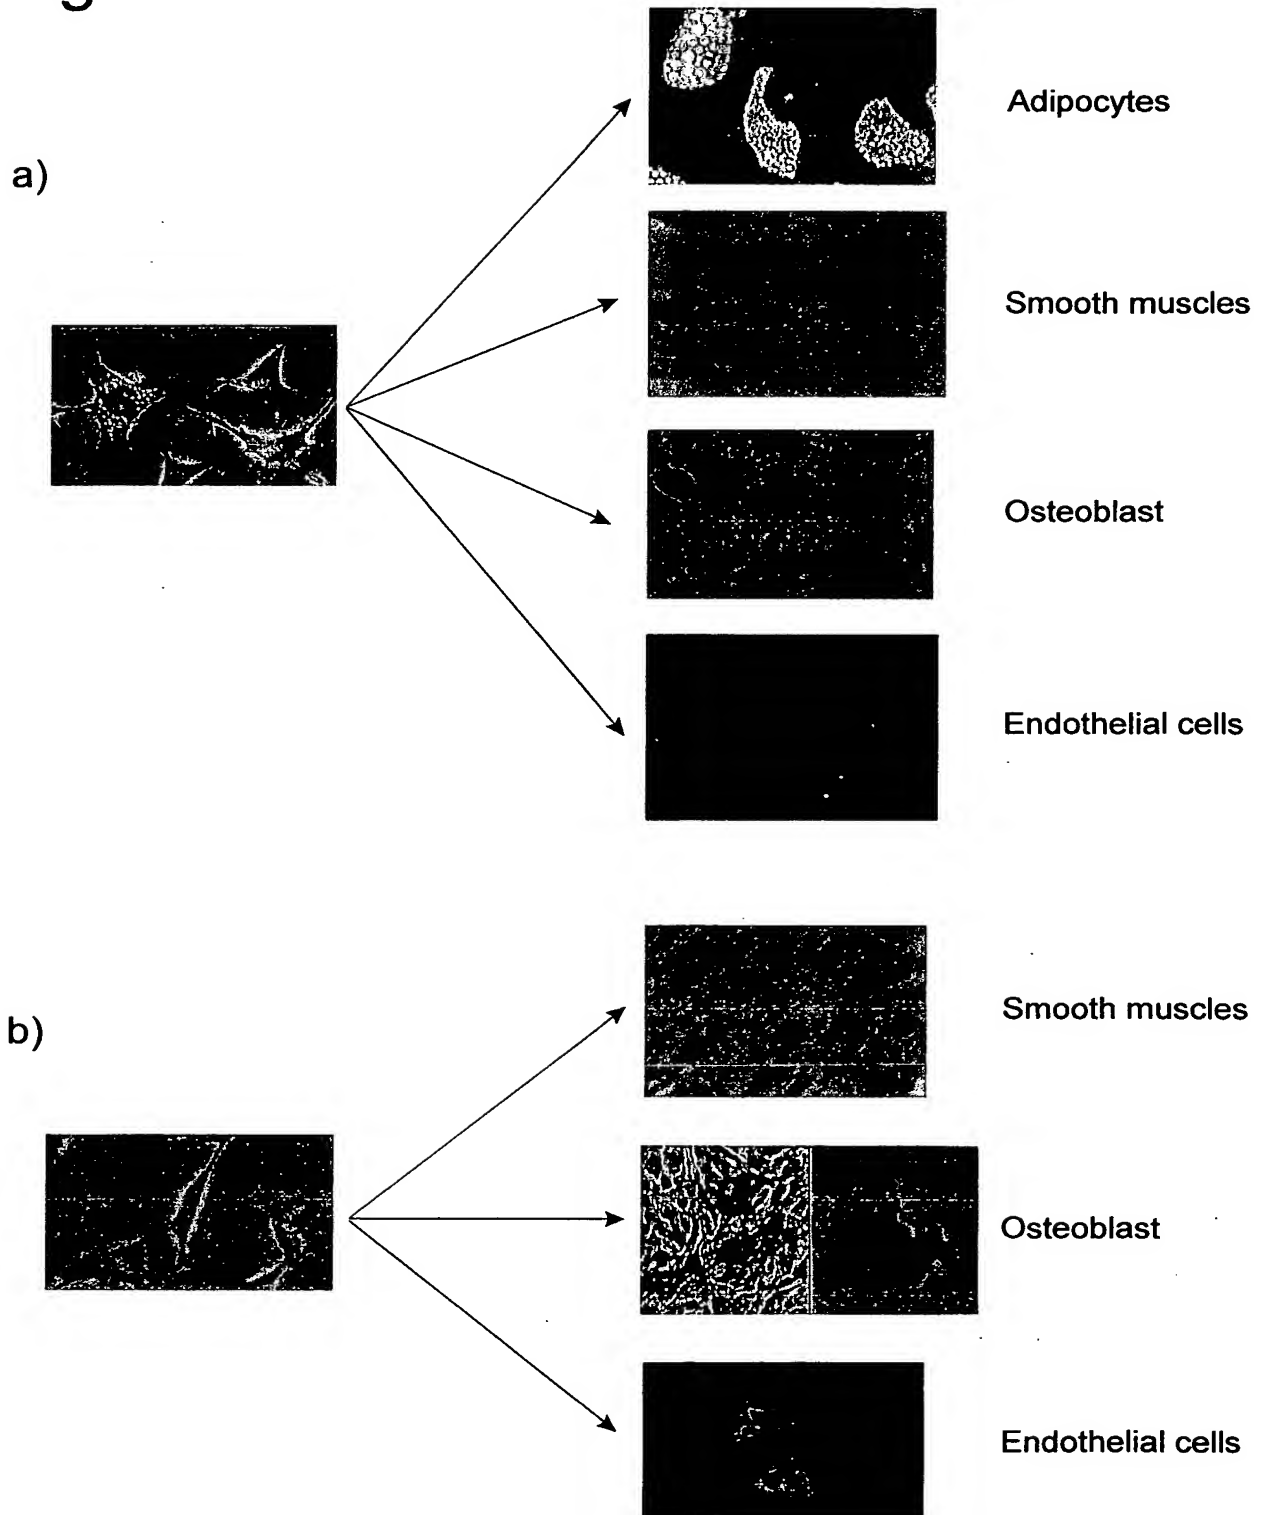 a)
Adipocytes
Smooth muscles
Osteoblast
Endothelial cells
b)
Smooth muscles
Osteoblast
Endothelial cells